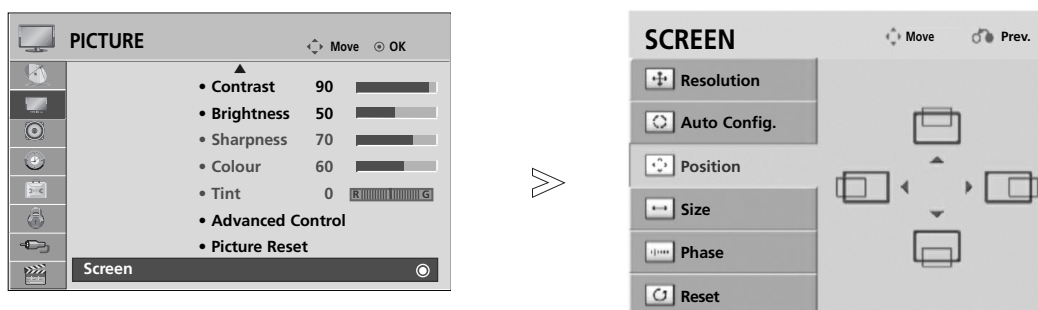 PICTURE
Move
OK
• Contrast 90
• Brightness 50
• Sharpness 70
• Colour 60
• Tint 0 R G
• Advanced Control
• Picture Reset
Screen
SCREEN
Move
Prev.
Resolution
Auto Config.
Position
Size
Phase
Reset